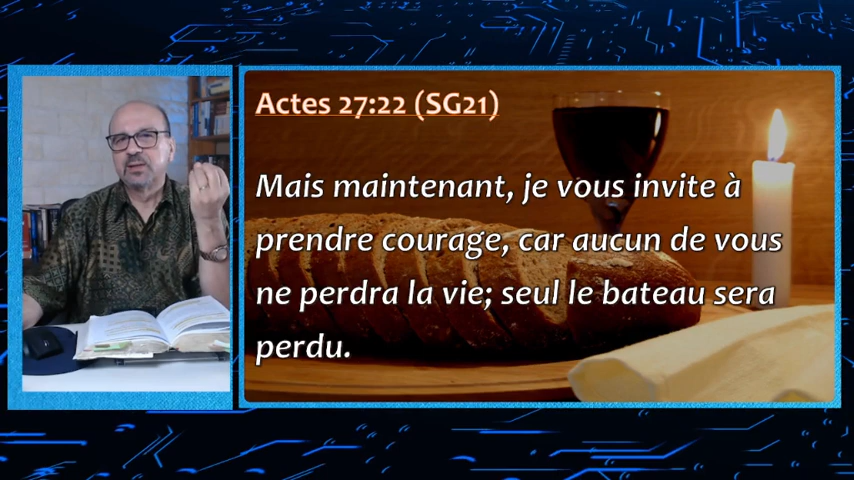 Actes 27:22 (SG21)
Mais maintenant, je vous invite à
prendre courage, car aucun de vous
ne perdra la vie; seul le bateau sera
perdu.